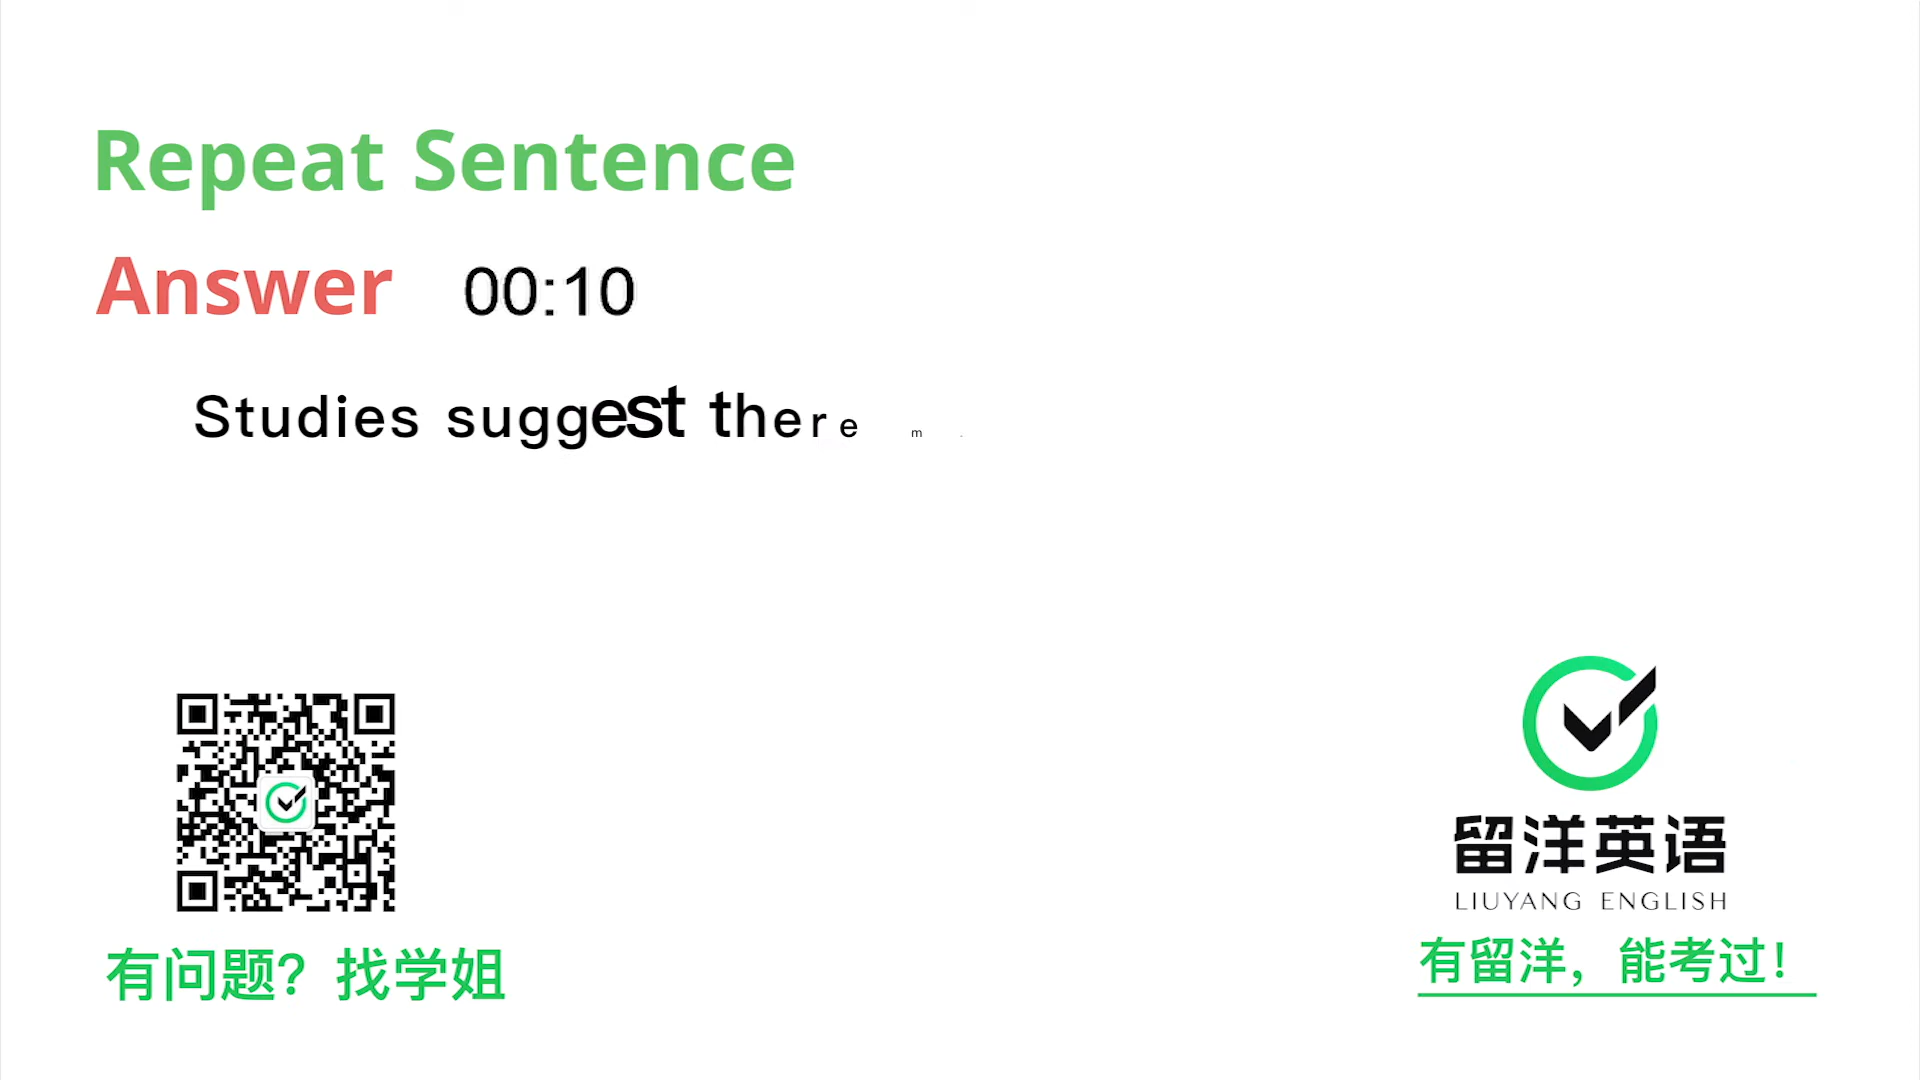 Repeat Sentence
Answer 00:10
Studies suggest there m
有问题？找学姐
留洋英语
LIUYANG ENGLISH
有留洋，能考过！